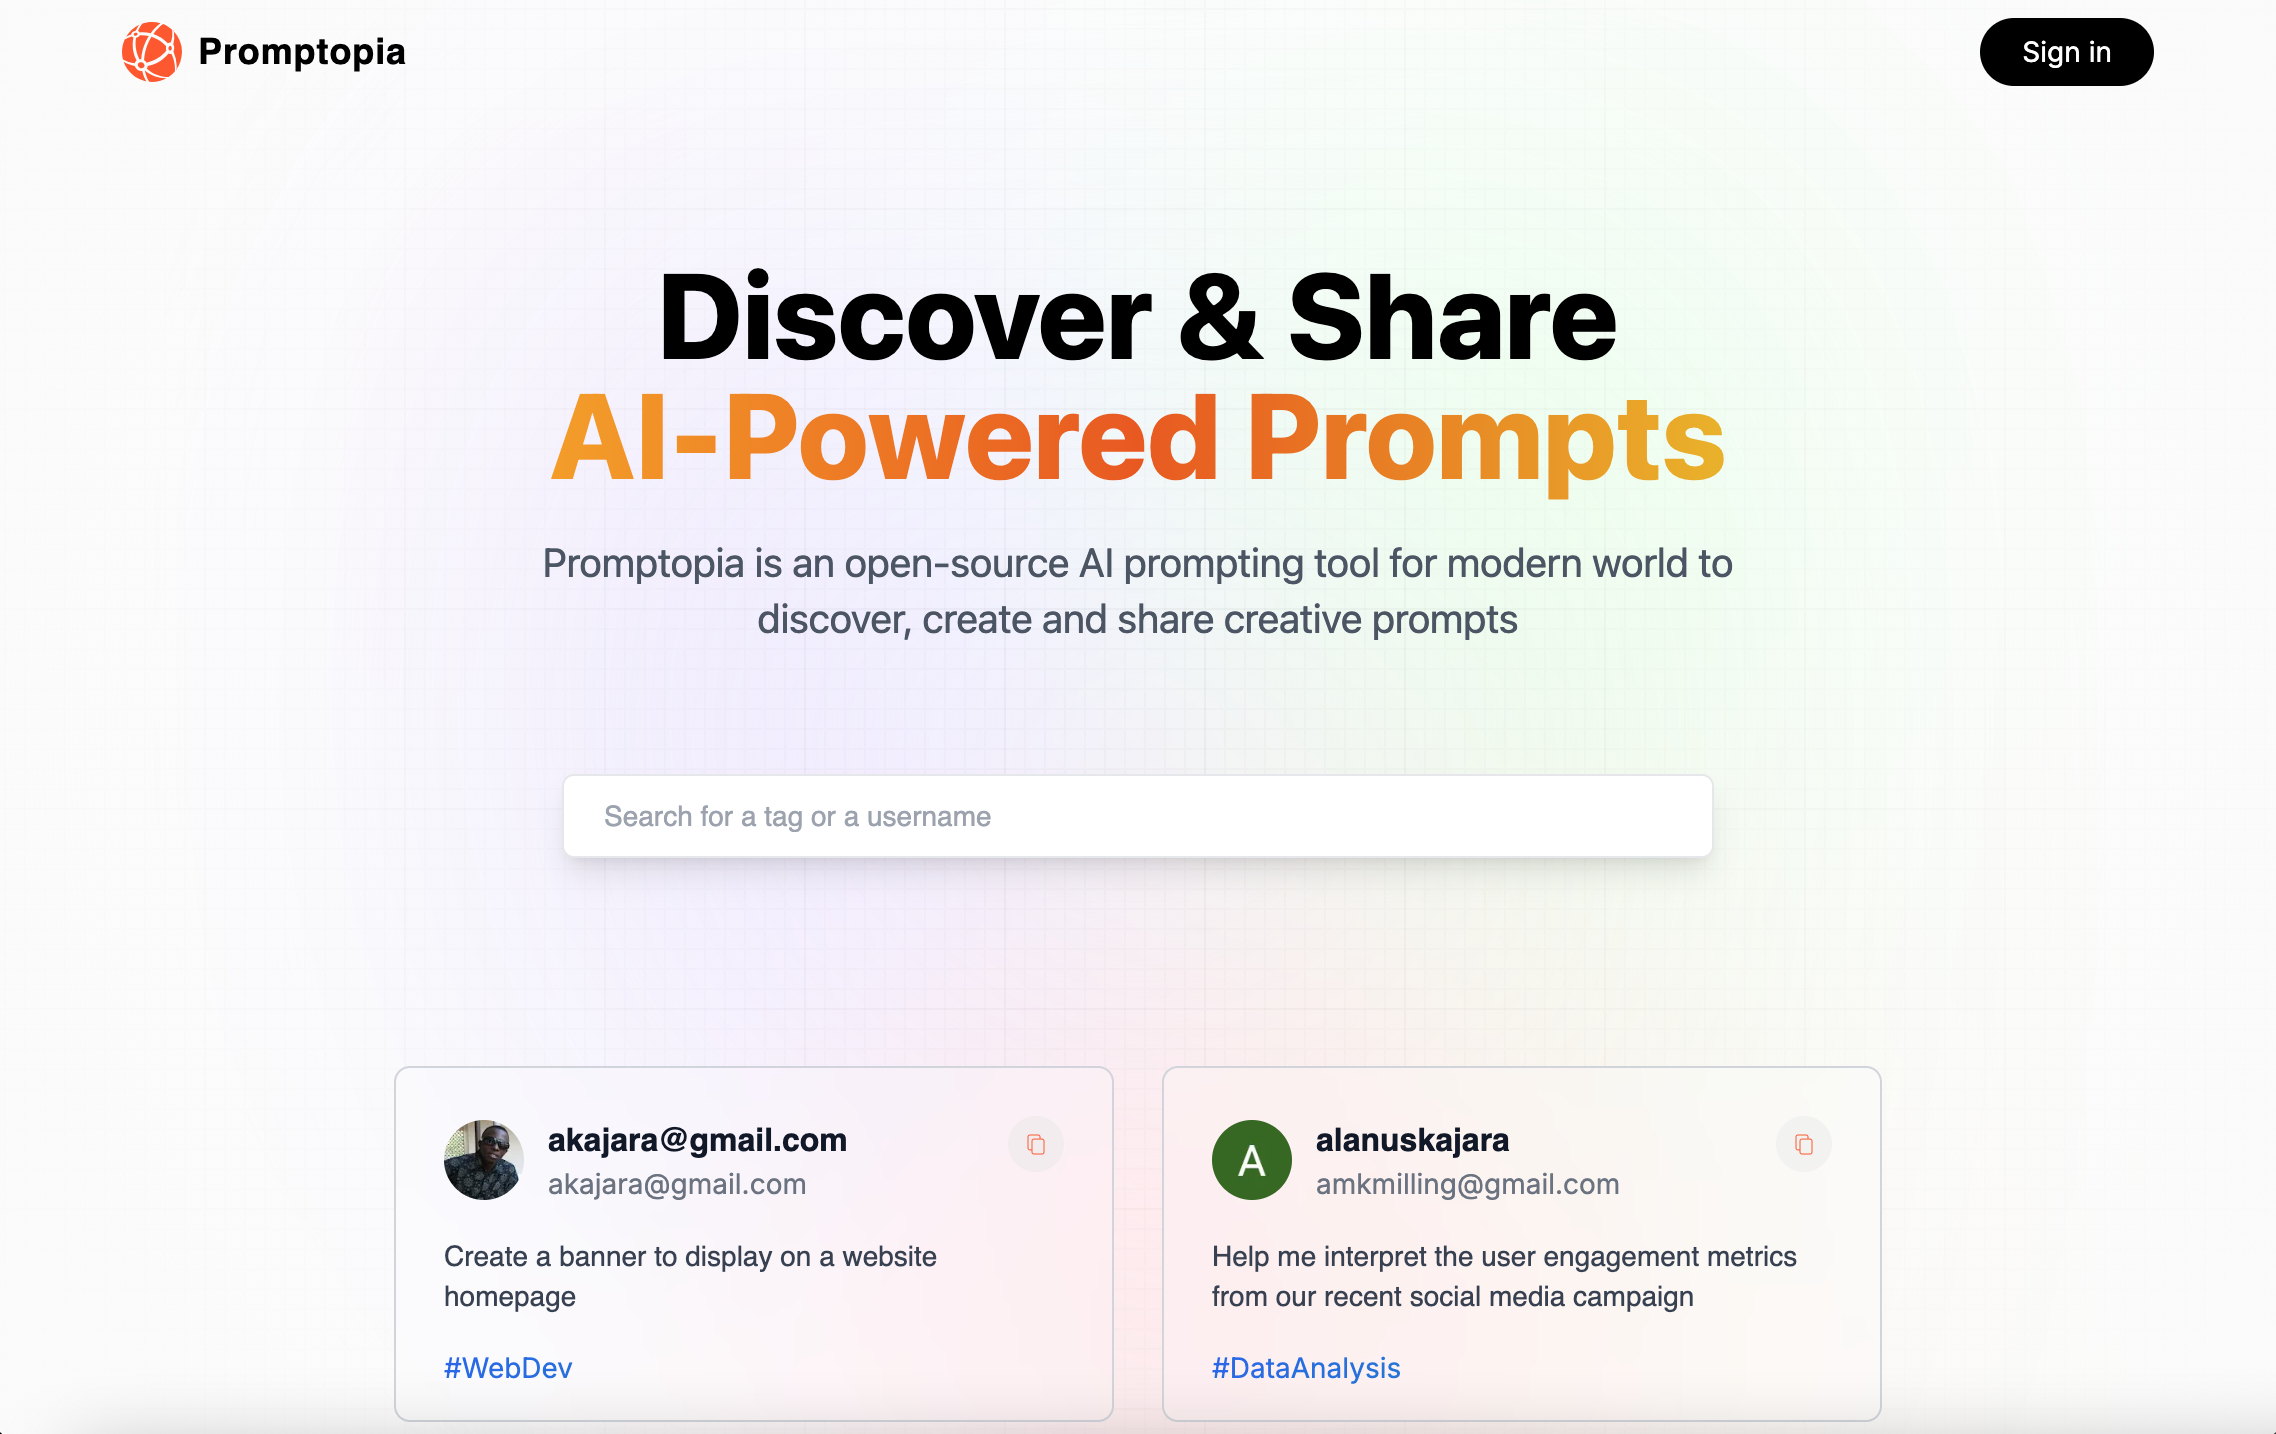 Promptopia
Sign in
Discover & Share
AI-Powered Prompts
Promptopia is an open-source AI prompting tool for modern world to
discover, create and share creative prompts
Search for a tag or a username
akajara@gmail.com
akajara@gmail.com
Create a banner to display on a website
homepage
#WebDev
A
alanuskajara
amkmilling@gmail.com
Help me interpret the user engagement metrics
from our recent social media campaign
#DataAnalysis